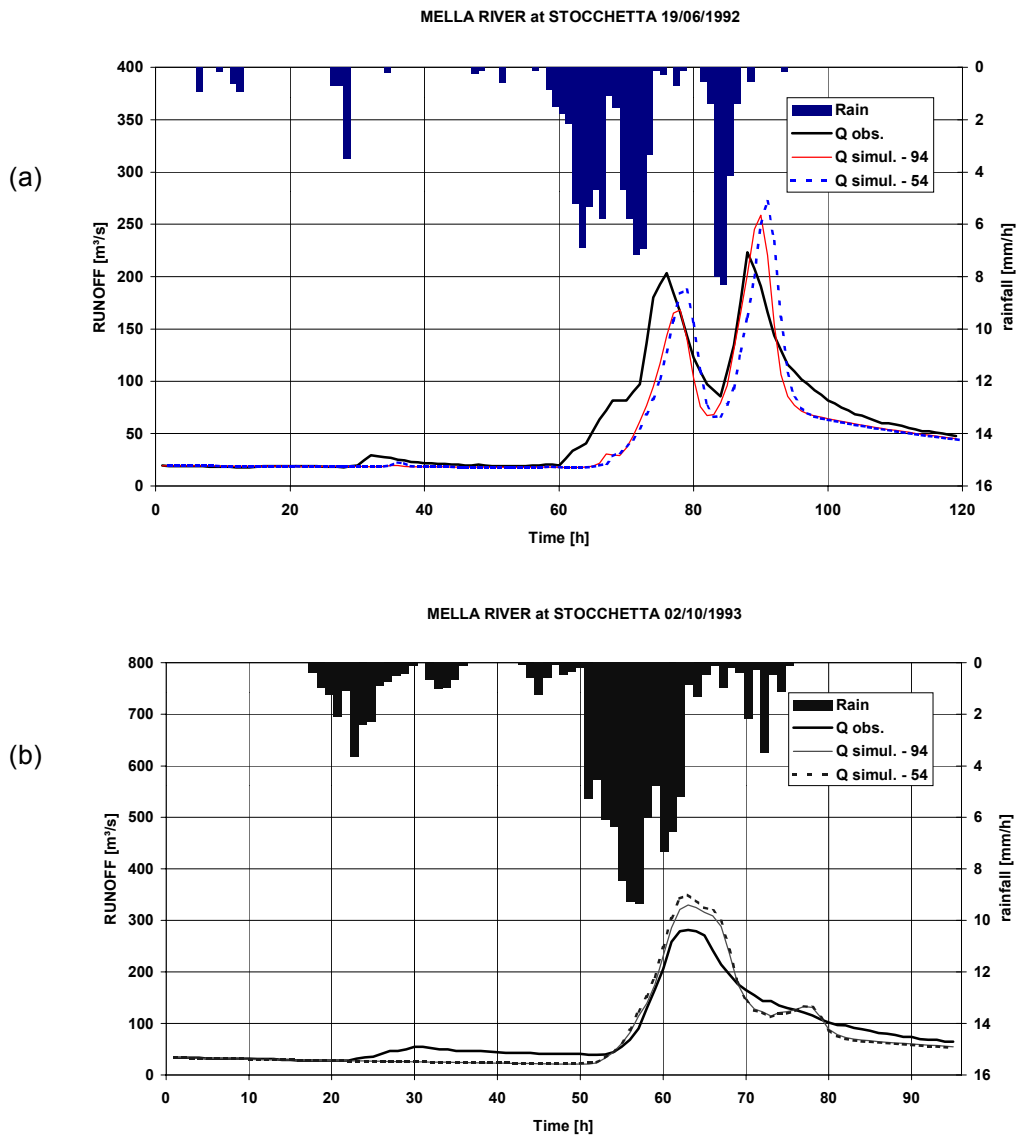 MELLA RIVER at STOCCHETTA 19/06/1992
(a)
RUNOFF [m³/s]
400
350
300
250
200
150
100
50
0
0
2
4
6
8
9
12
14
16
rainfall [mm/h]
Rain
Q obs.
Q simul. - 94
Q simul. - 54
0
20
40
60
80
100
120
Time [h]
MELLA RIVER at STOCCHETTA 02/10/1993
(b)
RUNOFF [m³/s]
800
700
600
500
400
300
200
100
0
0
2
4
6
8
10
12
14
16
rainfall [mm/h]
Rain
Q obs.
Q simul. - 94
Q simul. - 54
0
10
20
30
40
50
60
70
80
90
Time [h]